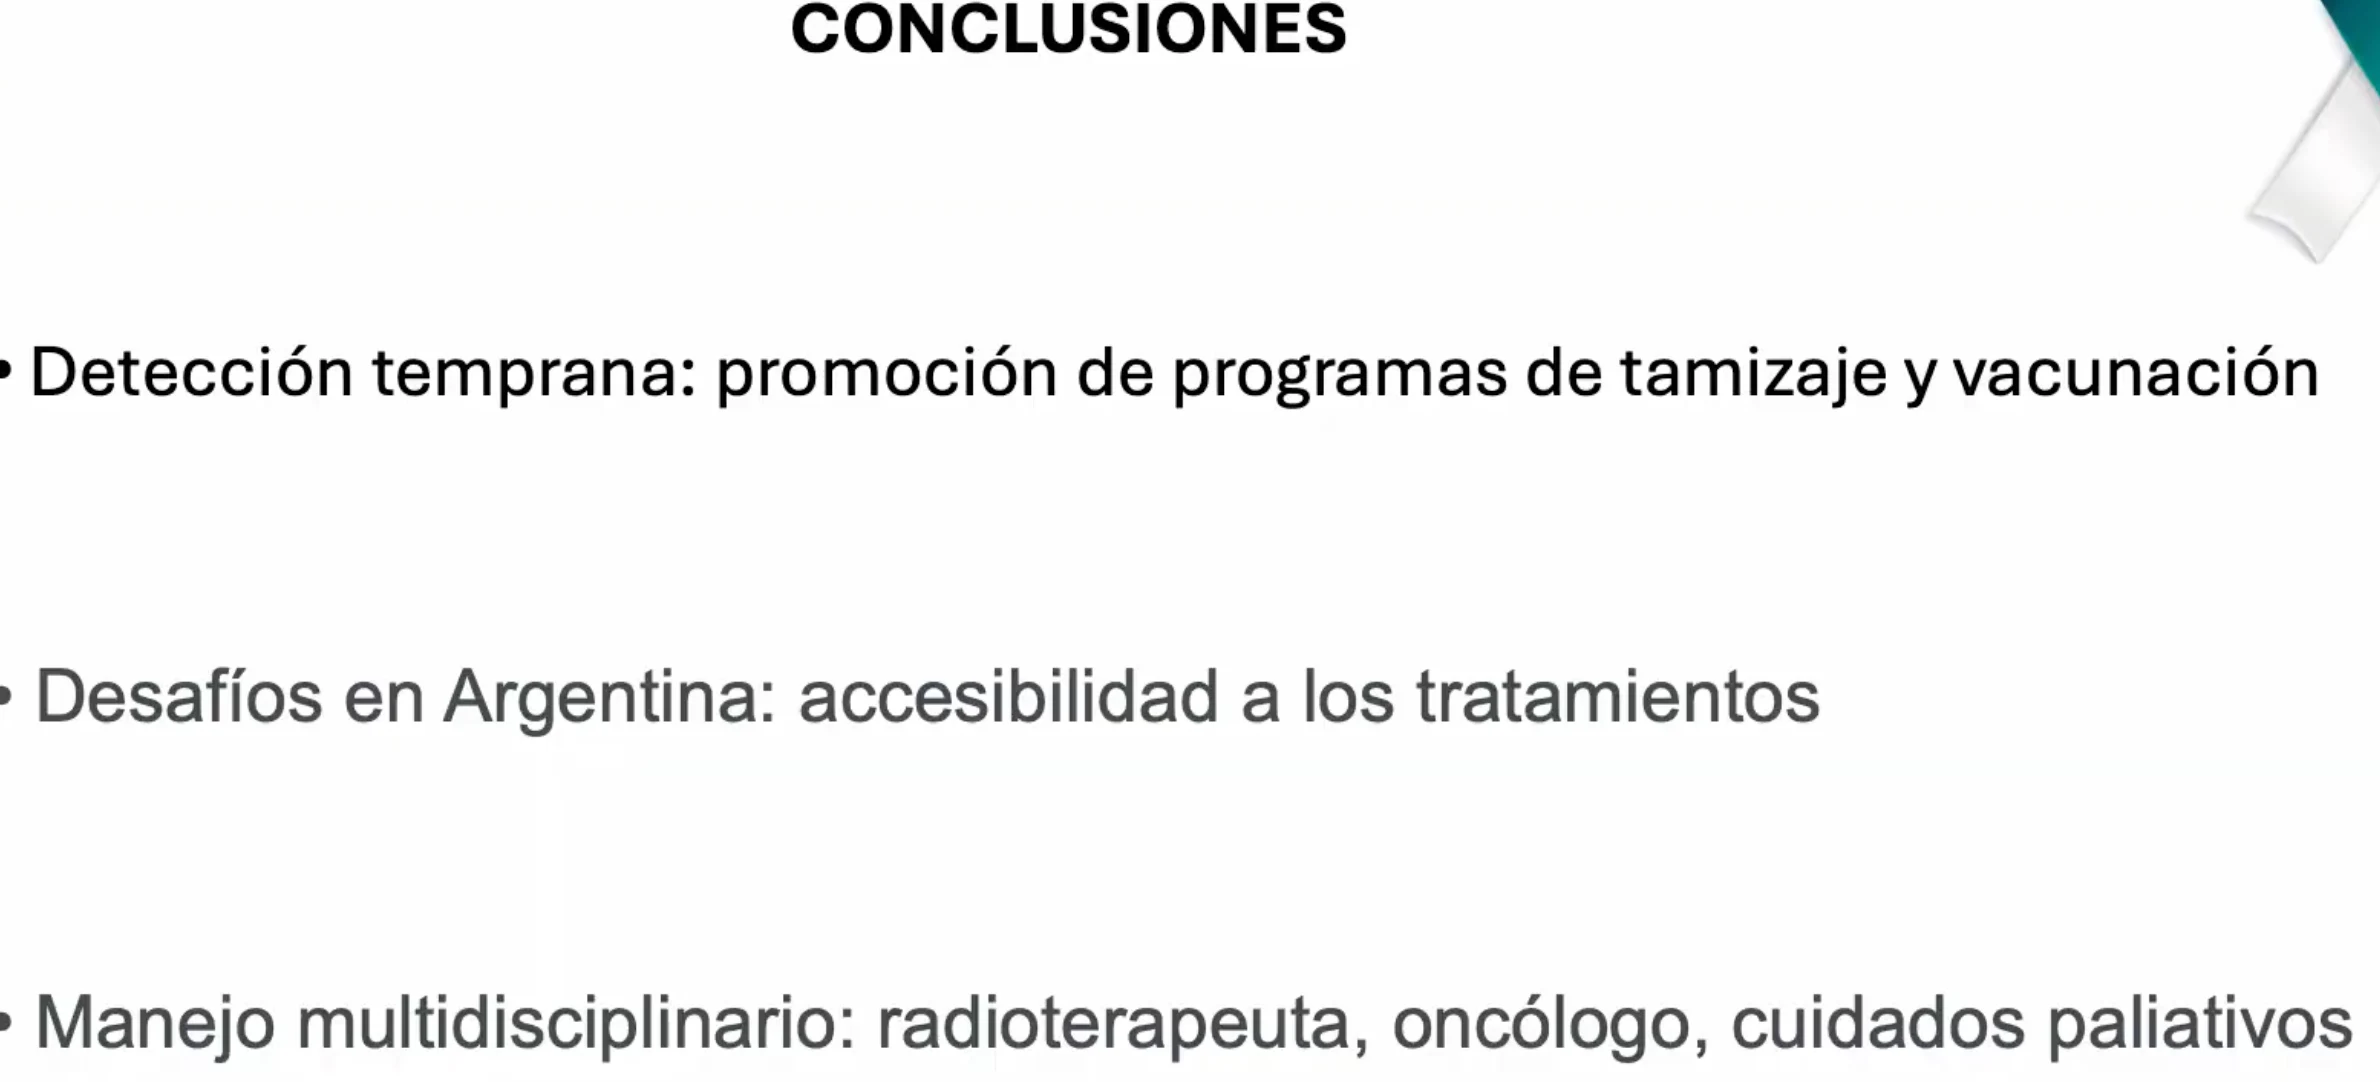 CONCLUSIONES
• Detección temprana: promoción de programas de tamizaje y vacunación
• Desafíos en Argentina: accesibilidad a los tratamientos
• Manejo multidisciplinario: radioterapeuta, oncólogo, cuidados paliativos